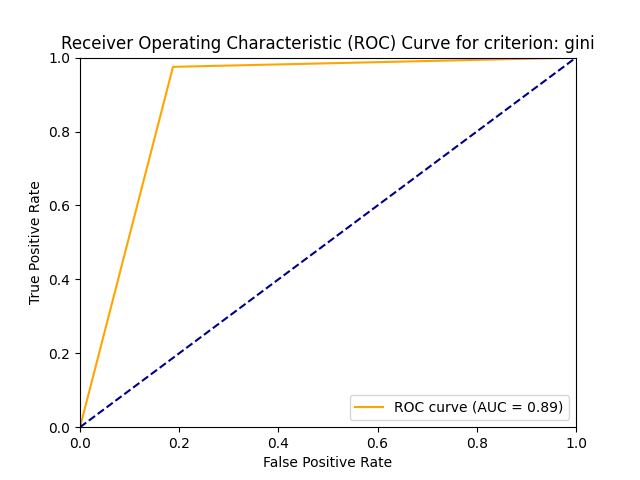 Receiver Operating Characteristic (ROC) Curve for criterion: gini
1.0
0.8
0.6
0.4
0.2
0.0
True Positive Rate
ROC curve (AUC = 0.89)
0.0 0.2 0.4 0.6 0.8 1.0
False Positive Rate